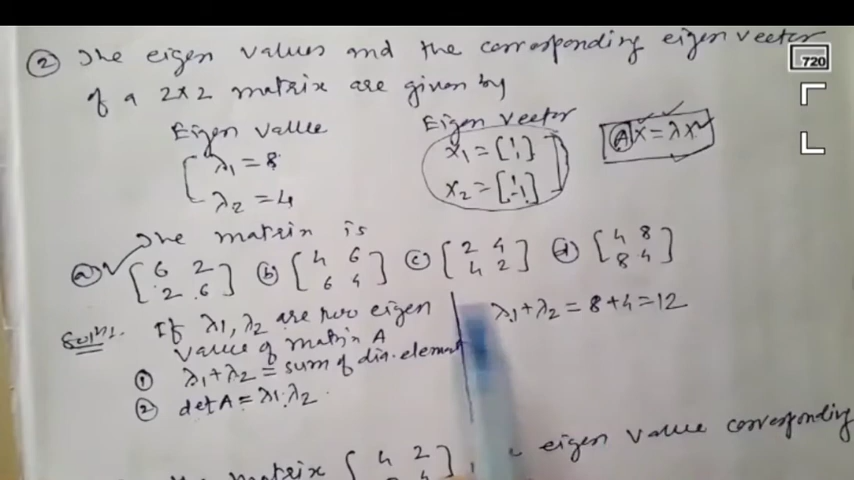 ② The eigen values and the corresponding eigen vector
of a 2x2 matrix are given by
720
Eigen value Eigen vector
λ1 = 8 x1 = [1 1] A x = λ x
λ2 = 4 x2 = [1 -1]
The matrix is
ⓐ ✓ [6 2 2 6] ⓑ [4 6 6 4] ⓒ [2 4 4 2] ⓓ [4 8 8 4]
Soln. If λ1, λ2 are two eigen λ1 + λ2 = 8 + 4 = 12
value of matrix A
① λ1 + λ2 = sum of dia. element
② det A = λ1. λ2
matrix [4 2 4] eigen value corresponding